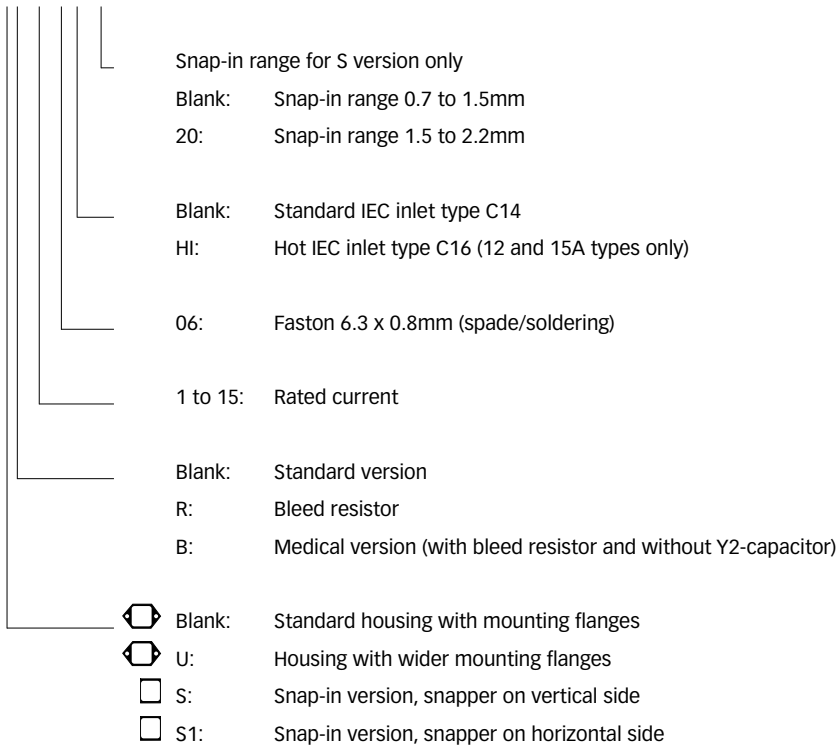 Snap-in range for S version only
Blank: Snap-in range 0.7 to 1.5mm
20: Snap-in range 1.5 to 2.2mm
Blank: Standard IEC inlet type C14
HI: Hot IEC inlet type C16 (12 and 15A types only)
06: Faston 6.3 x 0.8mm (spade/soldering)
1 to 15: Rated current
Blank: Standard version
R: Bleed resistor
B: Medical version (with bleed resistor and without Y2-capacitor)
Blank: Standard housing with mounting flanges
U: Housing with wider mounting flanges
S: Snap-in version, snapper on vertical side
S1: Snap-in version, snapper on horizontal side